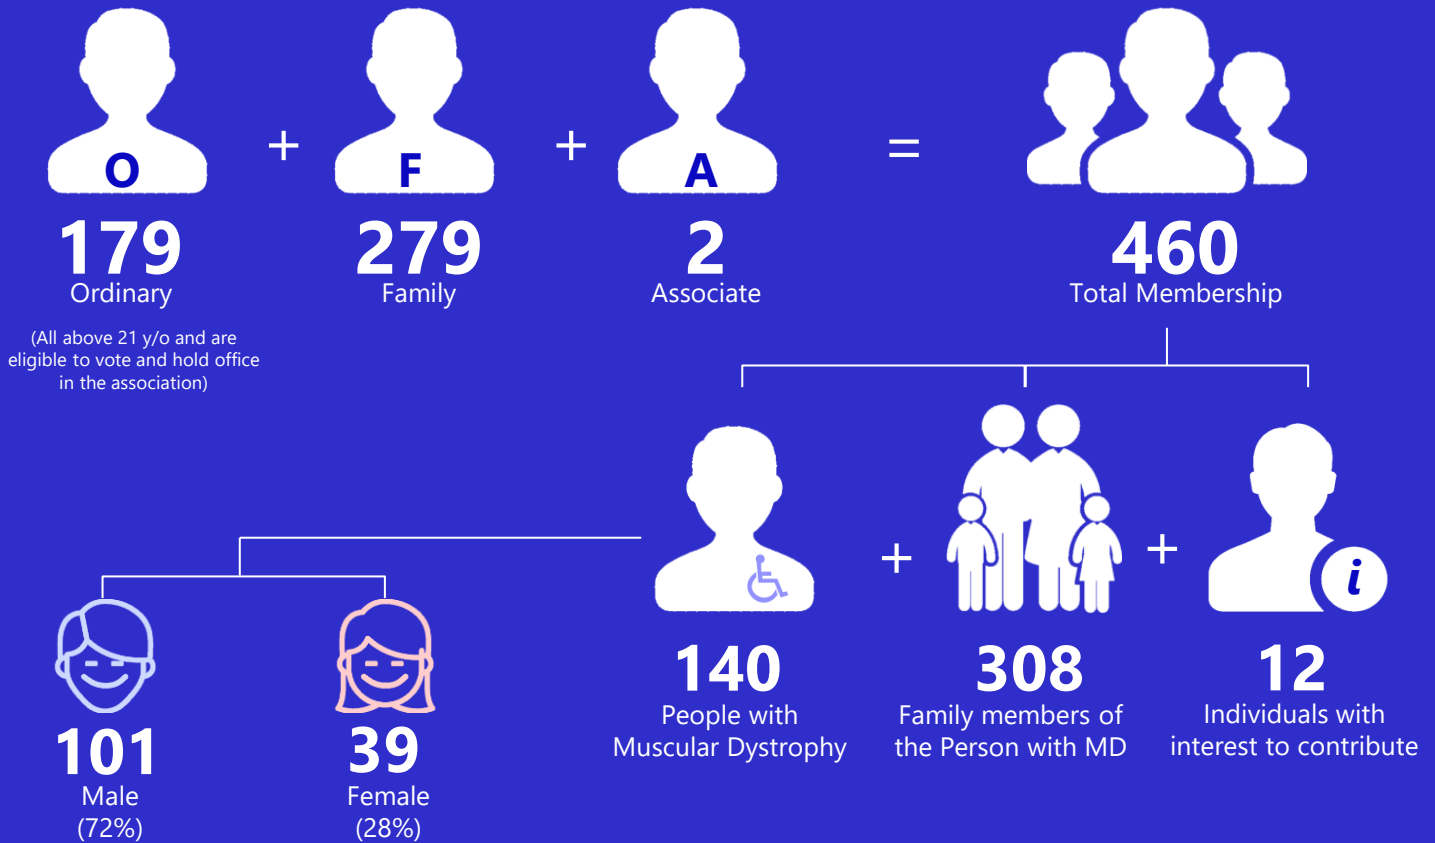 O
+
F
+
A
=
179
Ordinary
(All above 21 y/o and are
eligible to vote and hold office
in the association)
279
Family
2
Associate
460
Total Membership
+
+
i
140
People with
Muscular Dystrophy
308
Family members of
the Person with MD
12
Individuals with
interest to contribute
101
Male
(72%)
39
Female
(28%)